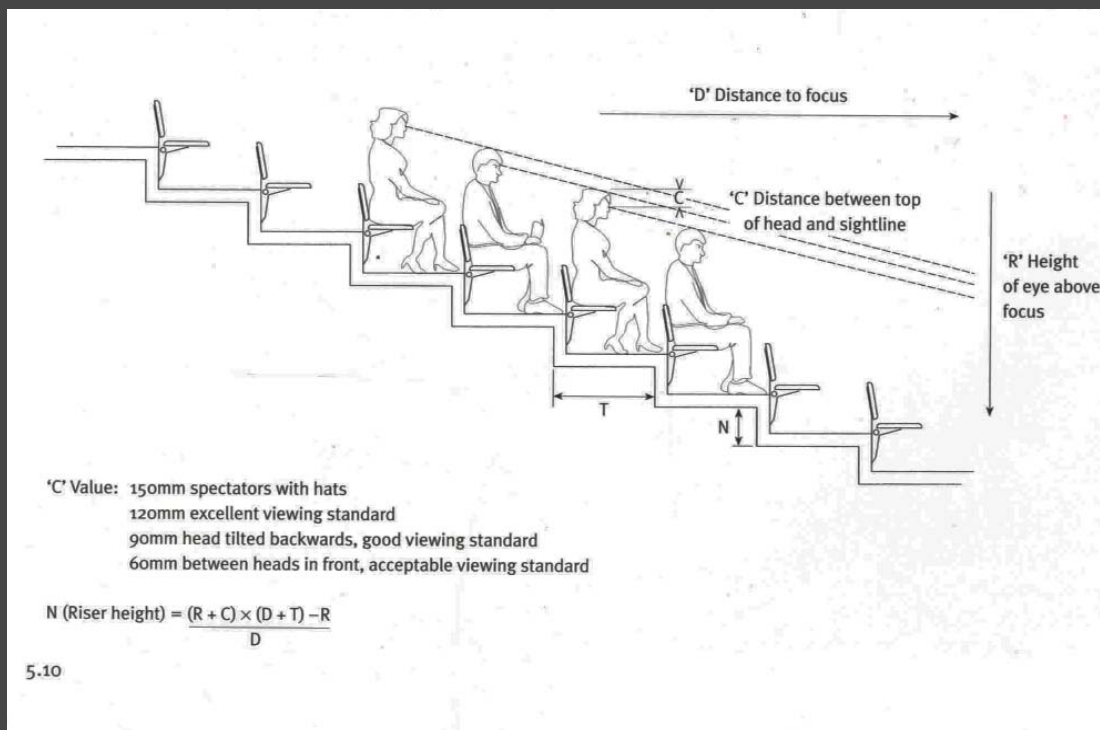 ‘D’ Distance to focus
C
‘C’ Distance between top
of head and sightline
‘R’ Height
of eye above
focus
T
N
‘C’ Value: 150mm spectators with hats
120mm excellent viewing standard
90mm head tilted backwards, good viewing standard
60mm between heads in front, acceptable viewing standard
N (Riser height) = (R + C) × (D + T) – R
D
5.10